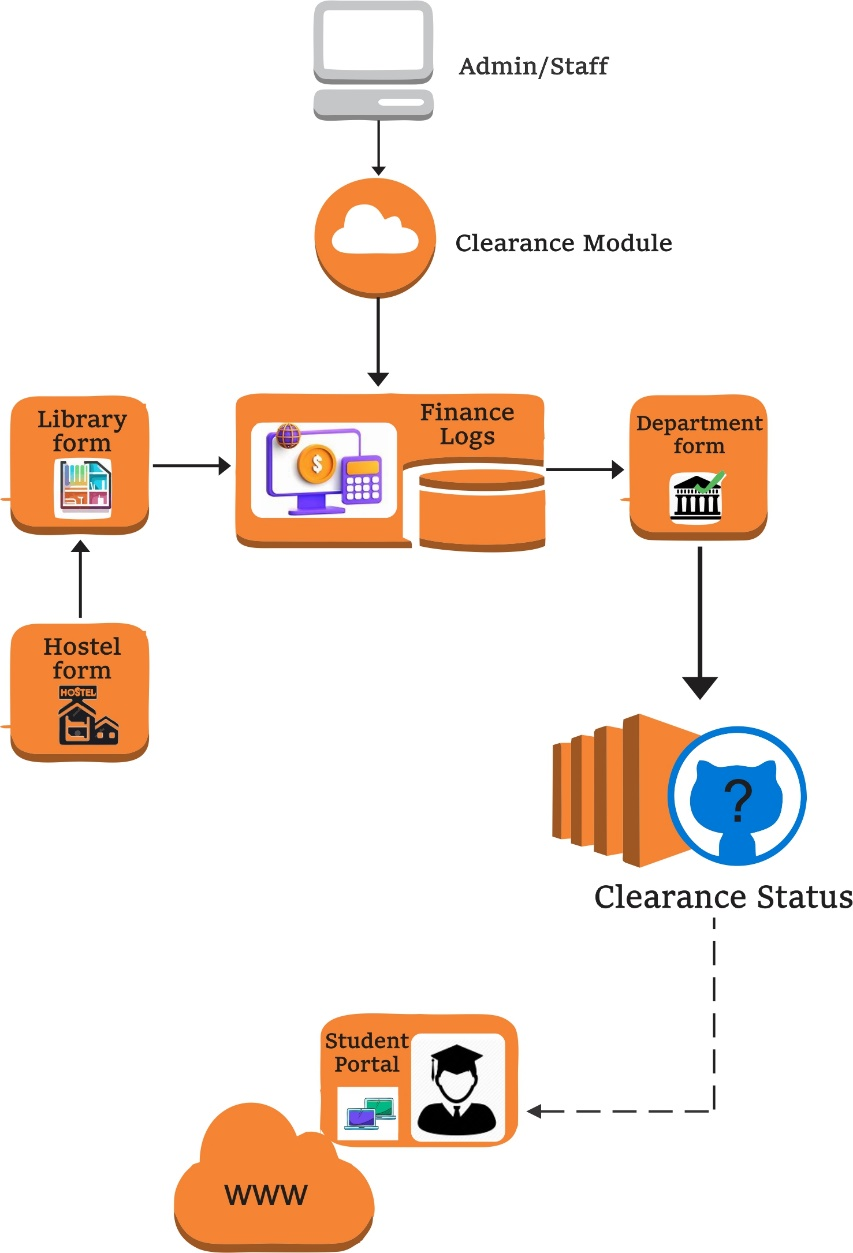 Admin/Staff
Clearance Module
Library
form
$
Finance
Logs
Department
form
Hostel
form
HOSTEL
?
Clearance Status
Student
Portal
www